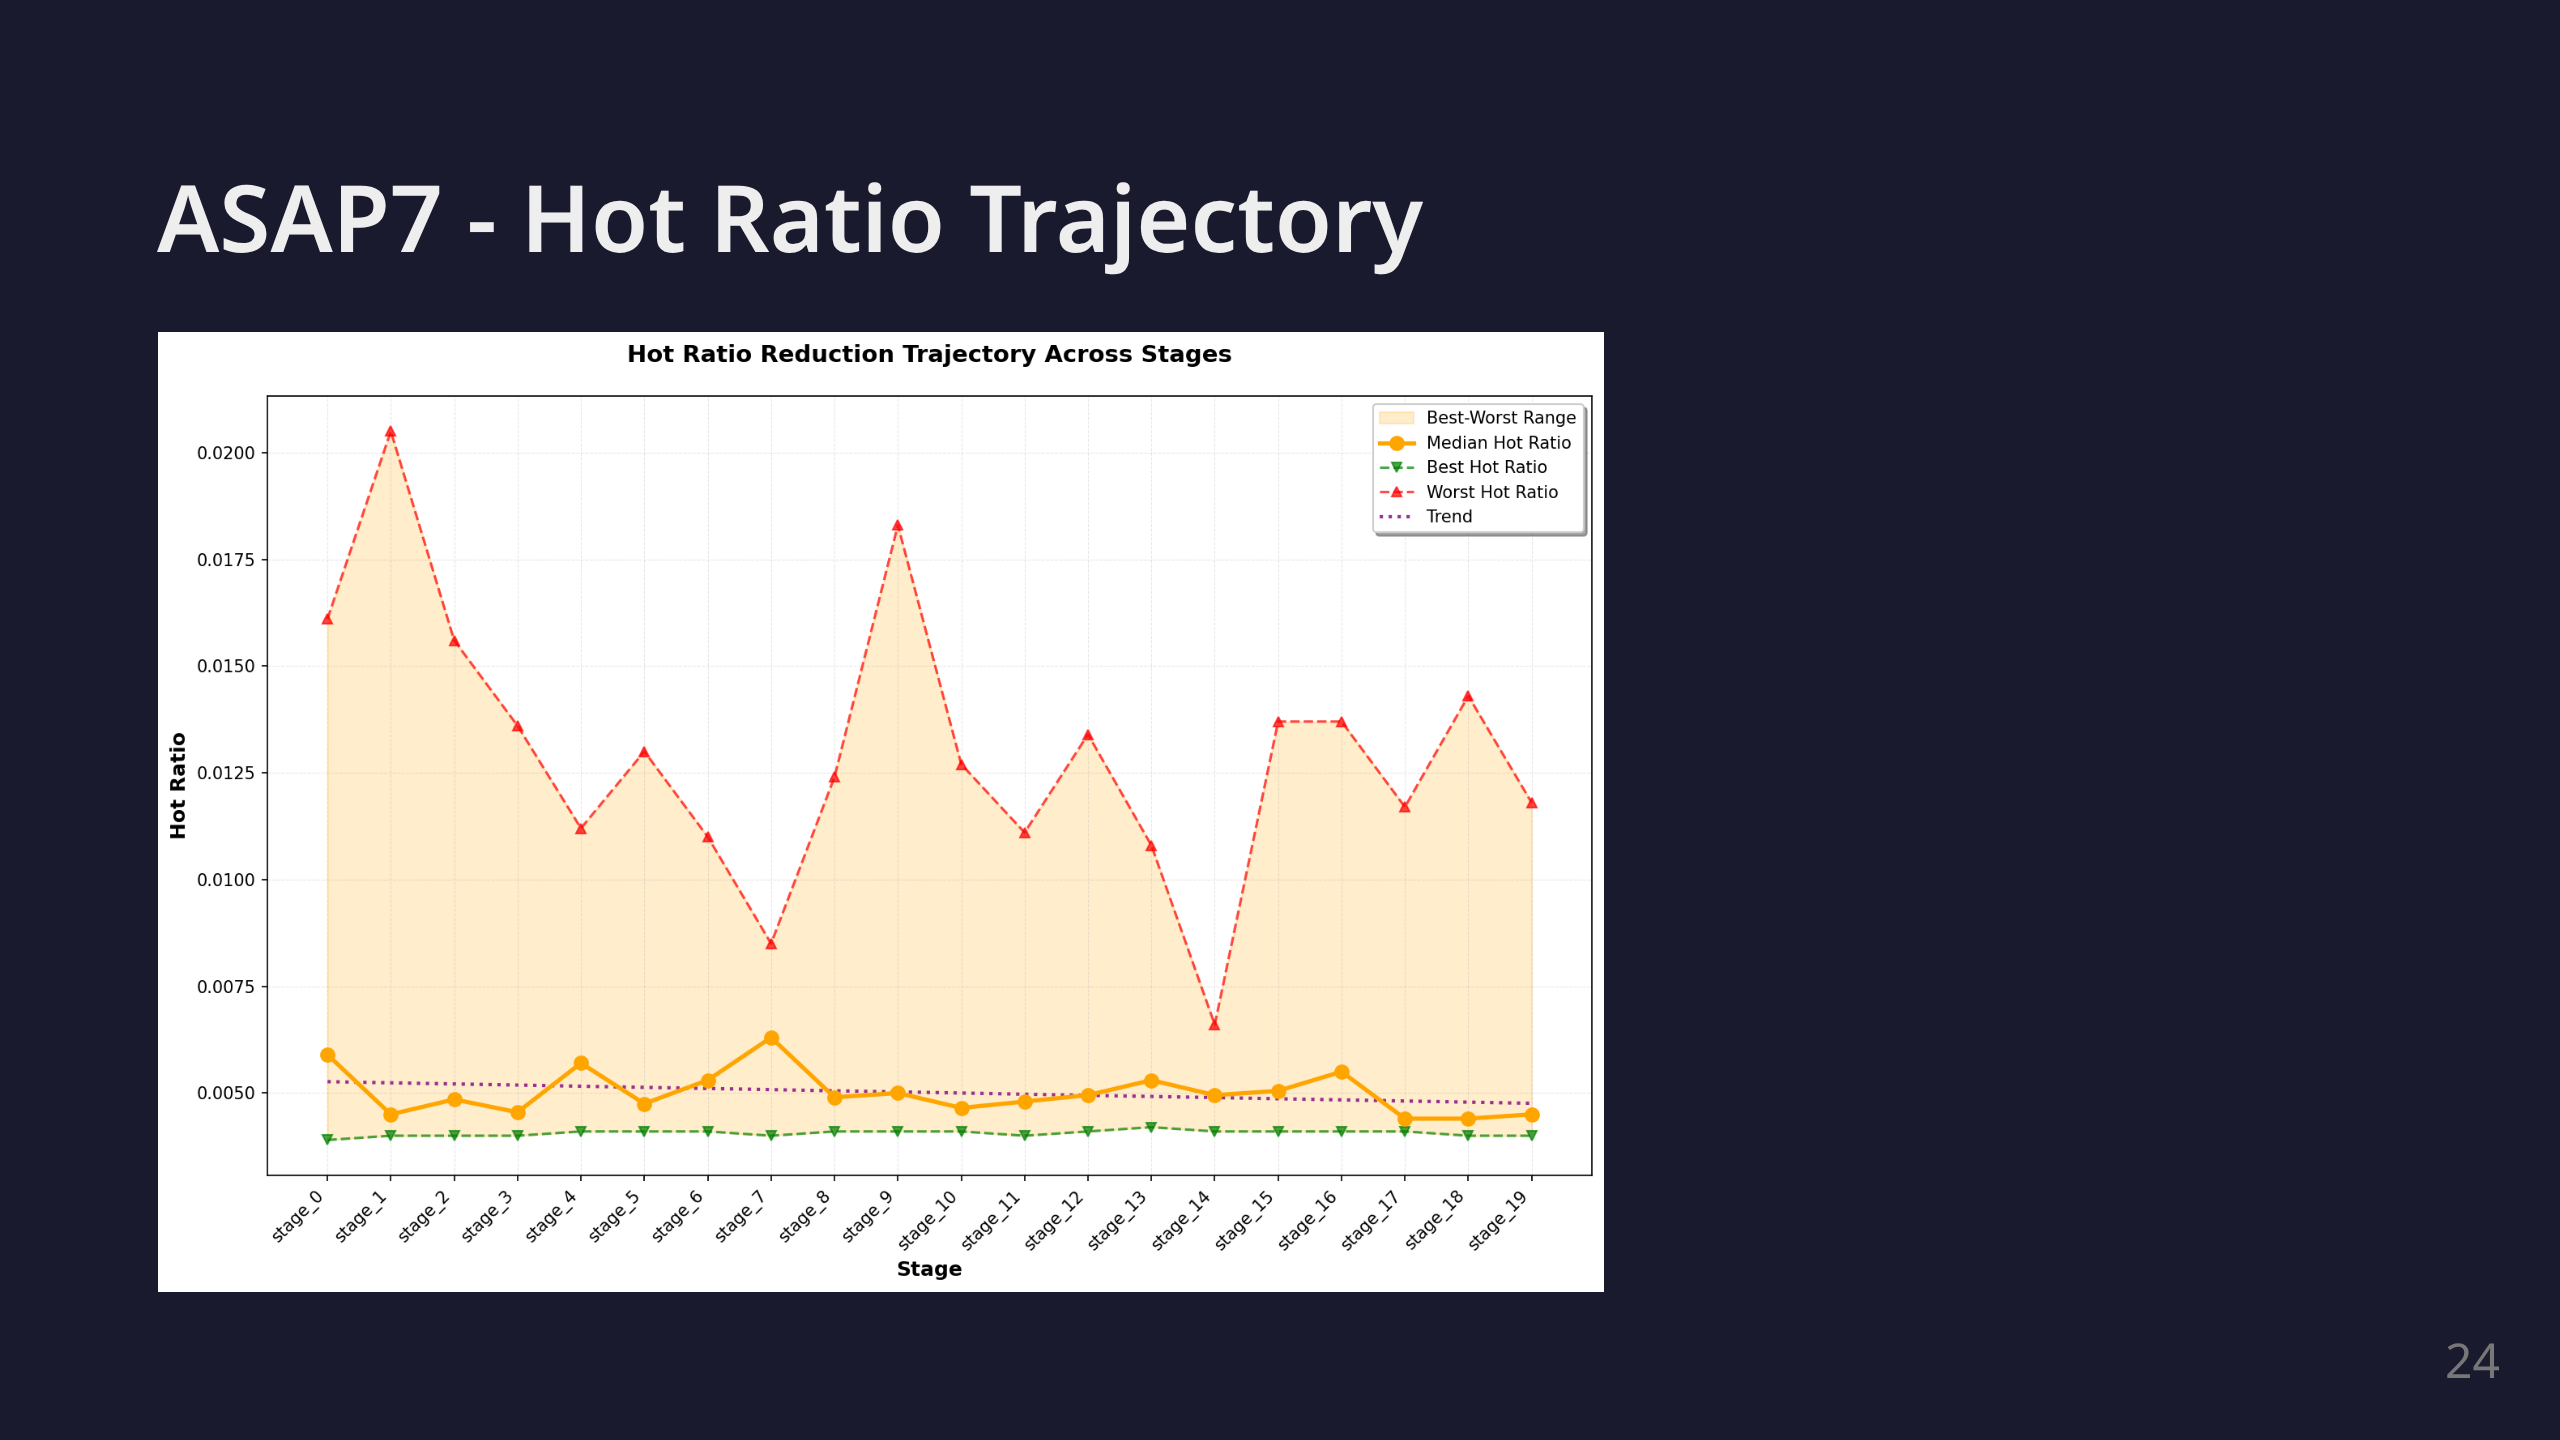 ASAP7 - Hot Ratio Trajectory
Hot Ratio Reduction Trajectory Across Stages
Best-Worst Range
Median Hot Ratio
Best Hot Ratio
Worst Hot Ratio
Trend
Hot Ratio
0.0200
0.0175
0.0150
0.0125
0.0100
0.0075
0.0050
stage_0
stage_1
stage_2
stage_3
stage_4
stage_5
stage_6
stage_7
stage_8
stage_9
stage_10
stage_11
stage_12
stage_13
stage_14
stage_15
stage_16
stage_17
stage_18
stage_19
Stage
24